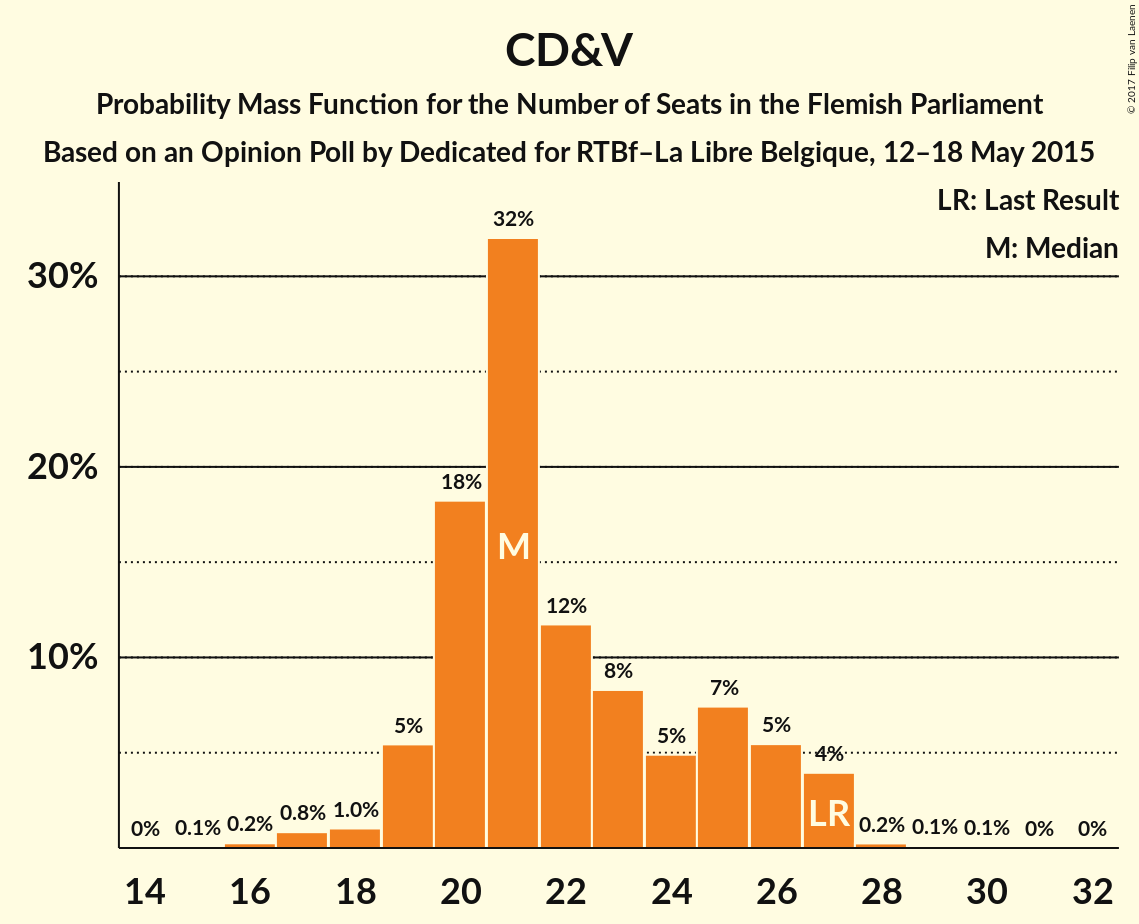 CD&V
Probability Mass Function for the Number of Seats in the Flemish Parliament
Based on an Opinion Poll by Dedicated for RTBf–La Libre Belgique, 12–18 May 2015
© 2017 Filip van Laenen
LR: Last Result
M: Median
30%
20%
10%
0%
0.1%
0.2%
0.8%
1.0%
5%
18%
32%
12%
8%
5%
7%
5%
4%
0.2%
0.1%
0.1%
0%
0%
M
LR
14 16 18 20 22 24 26 28 30 32